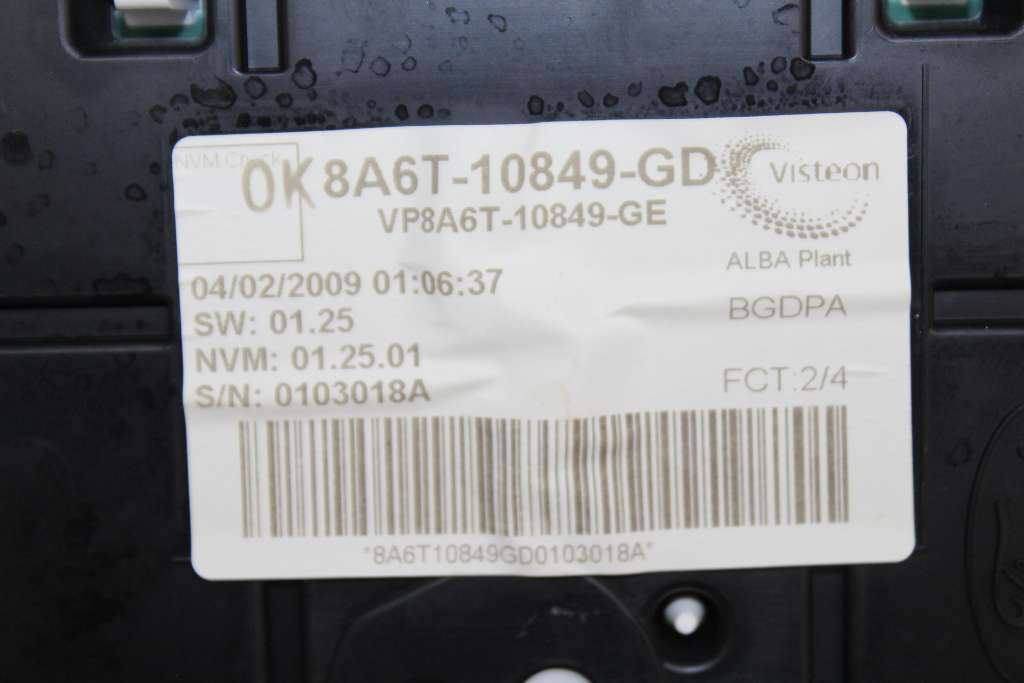 NVM Check
OK 8A6T-10849-GD
VP8A6T-10849-GE
Visteon
ALBA Plant
04/02/2009 01:06:37
BGDPA
SW: 01.25
NVM: 01.25.01
FCT:2/4
S/N: 0103018A
*8A6T10849GD0103018A*